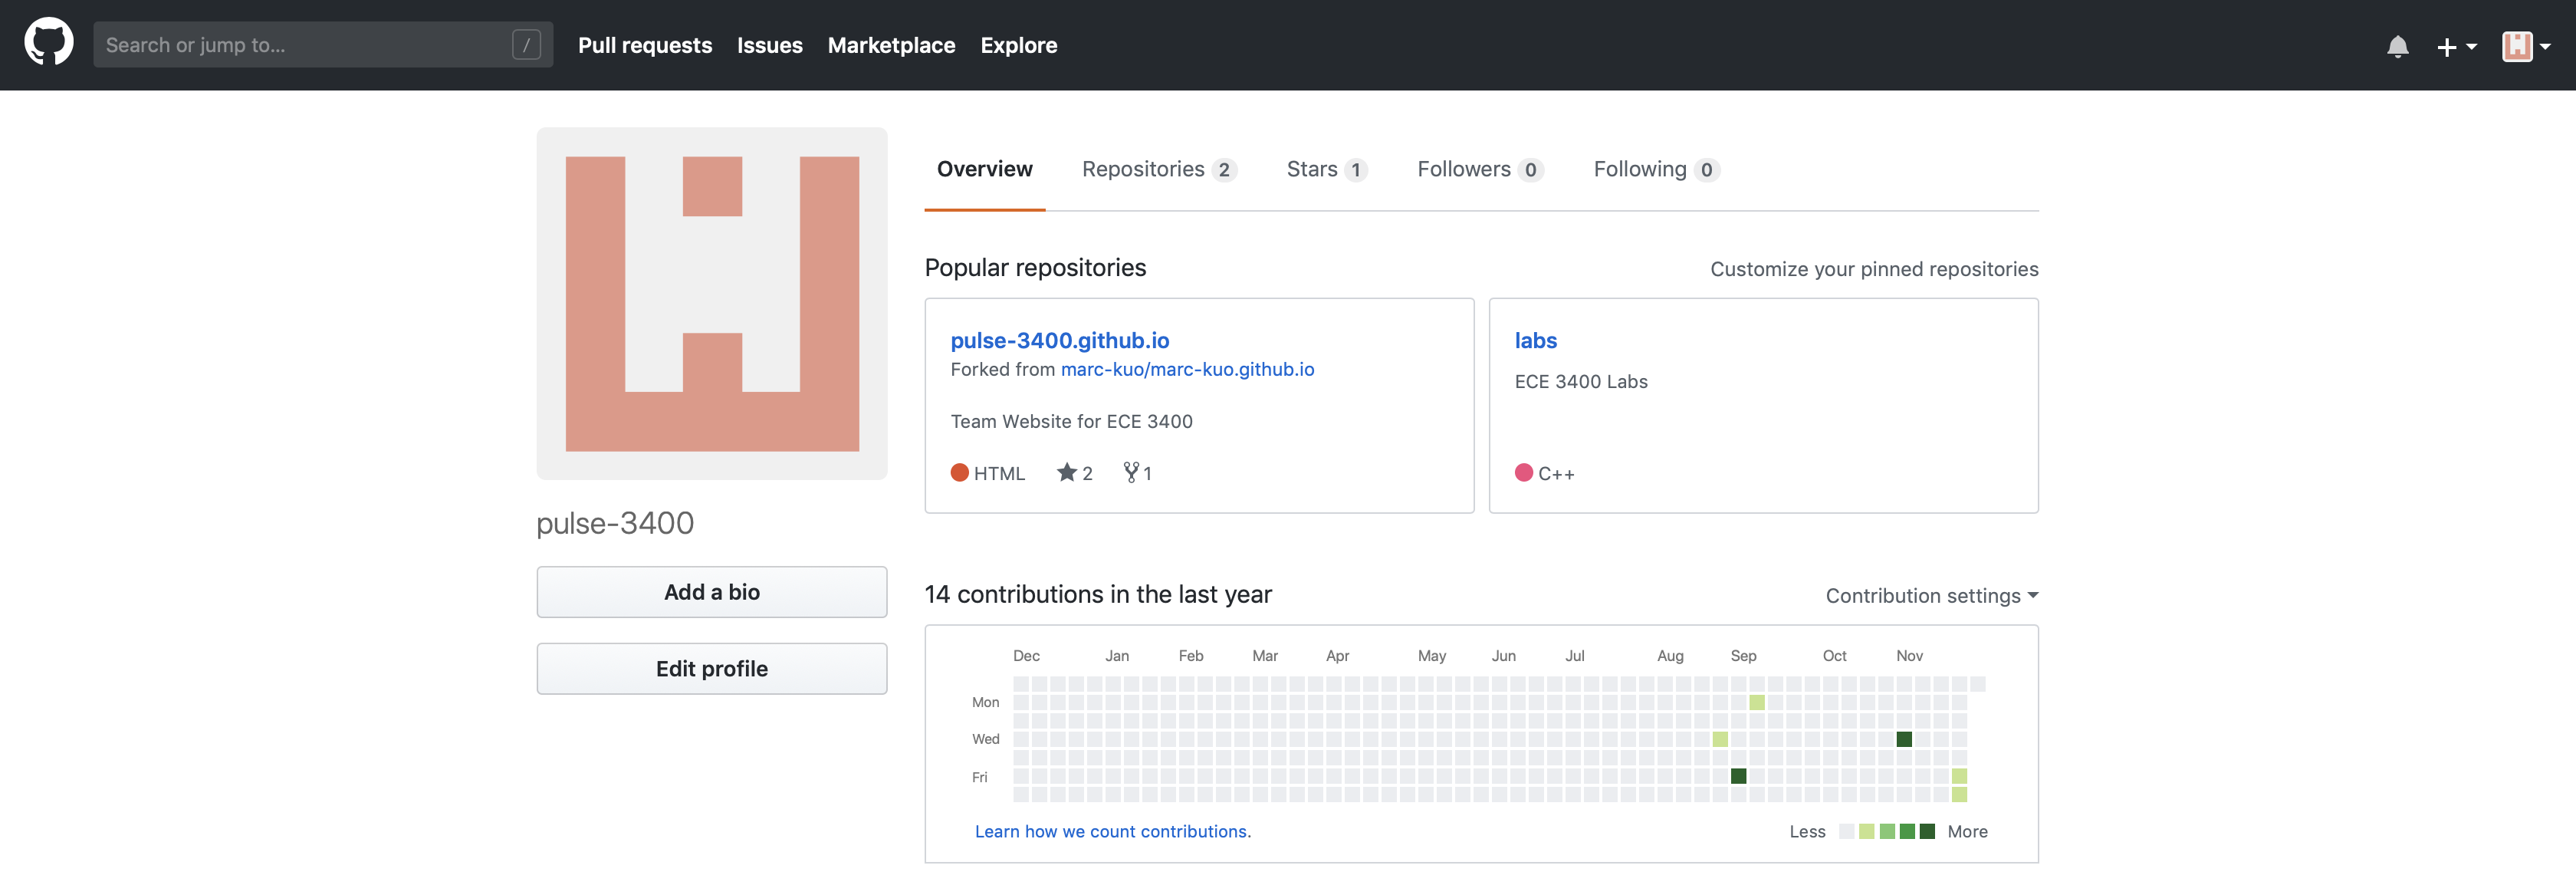 Search or jump to... /
Pull requests Issues Marketplace Explore
Overview Repositories 2 Stars 1 Followers 0 Following 0
pulse-3400
Add a bio
Edit profile
Popular repositories Customize your pinned repositories
pulse-3400.github.io
Forked from marc-kuo/marc-kuo.github.io
Team Website for ECE 3400
HTML 2 1
labs
ECE 3400 Labs
C++
14 contributions in the last year Contribution settings
Dec Jan Feb Mar Apr May Jun Jul Aug Sep Oct Nov
Mon
Wed
Fri
Learn how we count contributions. Less More